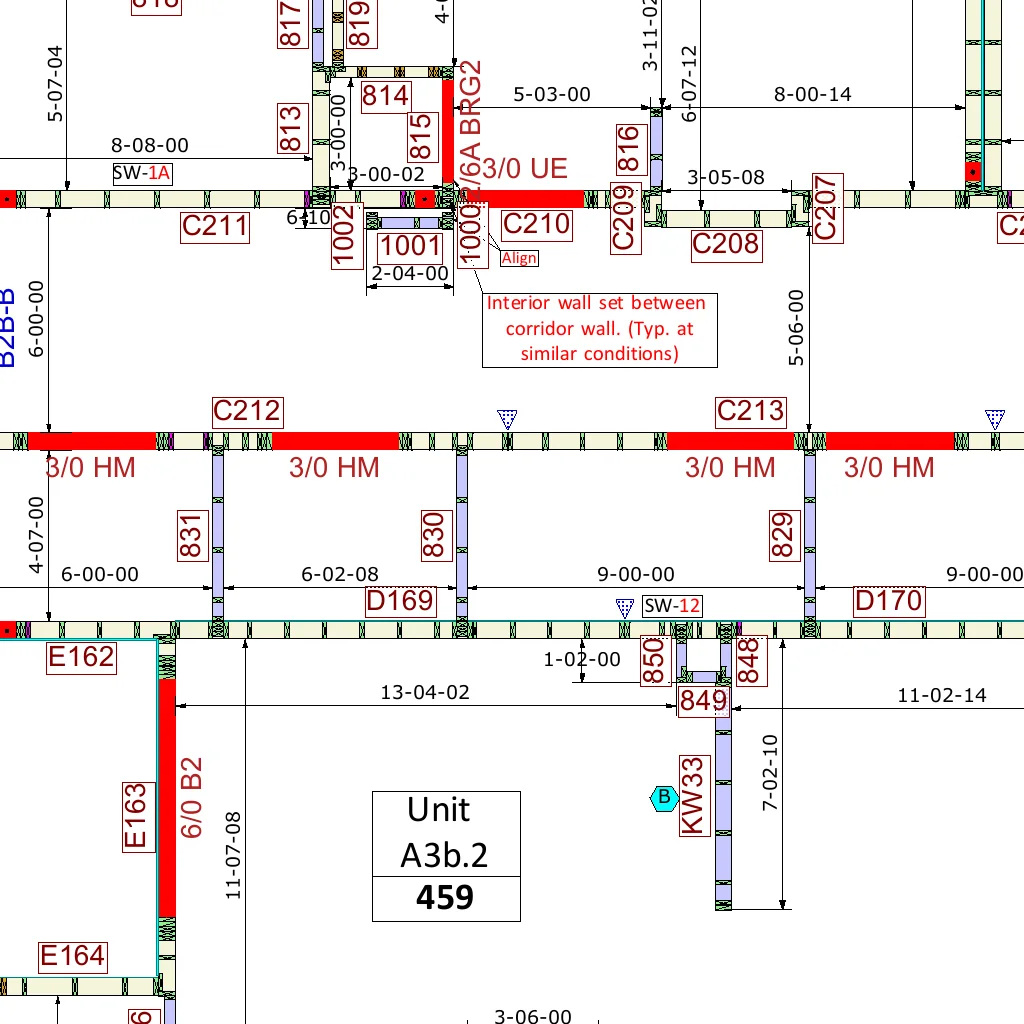 817
819
3-11-02
6-07-12
5-07-04
814
3-00-00
813
815
2/6A BRG2
5-03-00
8-00-14
816
8-08-00
SW-1A
3-00-02
3/0 UE
3-05-08
C211
6-10
1002
1001
1000
C210
C209
C208
C207
Align
2-04-00
Interior wall set between
corridor wall. (Typ. at
similar conditions)
B2B-B
6-00-00
5-06-00
C212
C213
3/0 HM
3/0 HM
3/0 HM
3/0 HM
4-07-00
831
830
829
6-00-00
6-02-08
9-00-00
9-00-00
D169
SW-12
D170
E162
1-02-00
850
848
849
13-04-02
11-02-14
E163
6/0 B2
11-07-08
Unit
A3b.2
459
B
KW33
7-02-10
E164
3-06-00